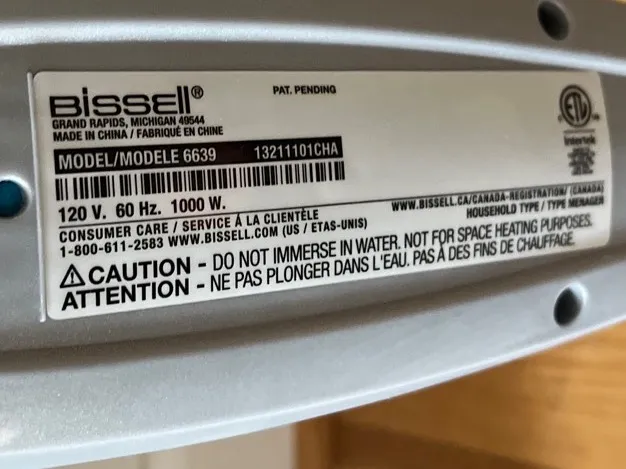 BISSELL®
PAT. PENDING
GRAND RAPIDS, MICHIGAN 49544
MADE IN CHINA / FABRIQUÉ EN CHINE
MODEL/MODELE 6639 13211101CHA
120 V. 60 Hz. 1000 W.
CONSUMER CARE / SERVICE À LA CLIENTÈLE
1-800-611-2583 WWW.BISSELL.COM (US / ETAS-UNIS)
WWW.BISSELL.CA/CANADA-REGISTRATION/ (CANADA)
HOUSEHOLD TYPE / TYPE MENAGER
⚠CAUTION - DO NOT IMMERSE IN WATER. NOT FOR SPACE HEATING PURPOSES.
ATTENTION - NE PAS PLONGER DANS L'EAU. PAS À DES FINS DE CHAUFFAGE.
ETL
Intertek